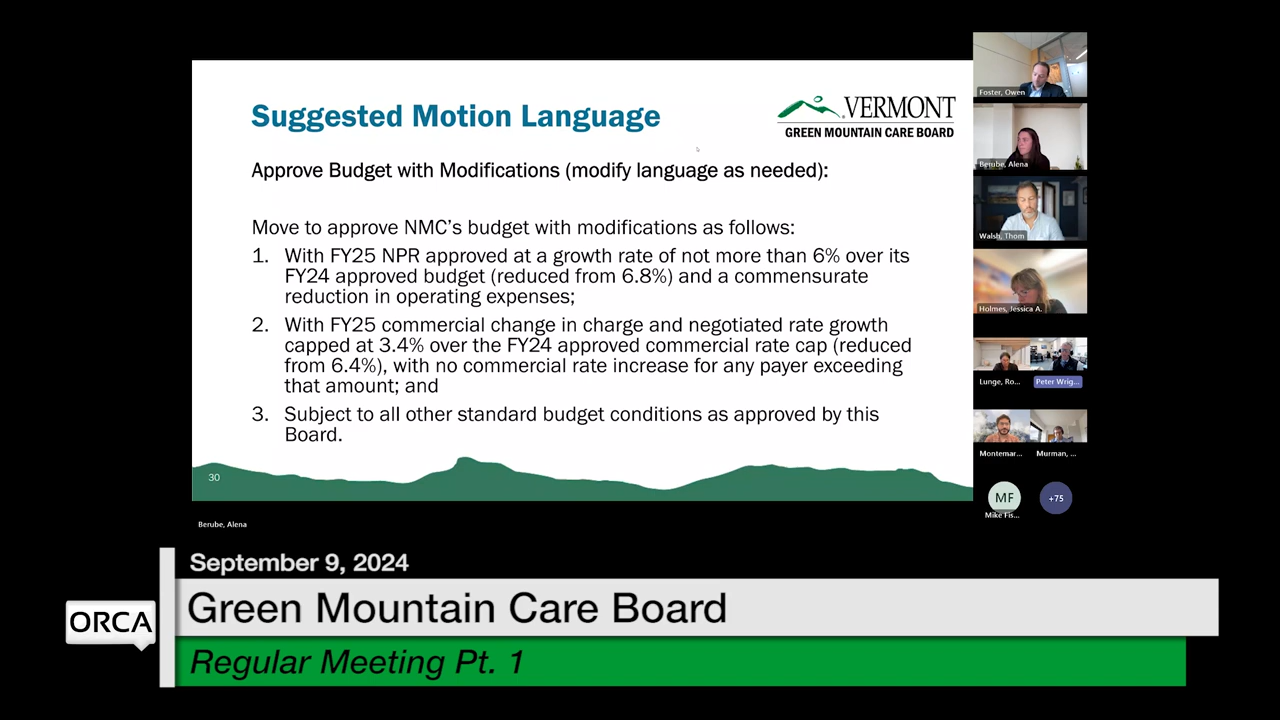 Suggested Motion Language
VERMONT
GREEN MOUNTAIN CARE BOARD
Approve Budget with Modifications (modify language as needed):
Move to approve NMC's budget with modifications as follows:
1. With FY25 NPR approved at a growth rate of not more than 6% over its
FY24 approved budget (reduced from 6.8%) and a commensurate
reduction in operating expenses;
2. With FY25 commercial change in charge and negotiated rate growth
capped at 3.4% over the FY24 approved commercial rate cap (reduced
from 6.4%), with no commercial rate increase for any payer exceeding
that amount; and
3. Subject to all other standard budget conditions as approved by this
Board.
30
Foster, Owen
Berube, Alena
Walsh, Thom
Holmes, Jessica A.
Lunge, Ro...
Peter Wrig...
Montemar...
Murman, ...
MF
Mike Fis...
+75
Berube, Alena
September 9, 2024
ORCA
Green Mountain Care Board
Regular Meeting Pt. 1